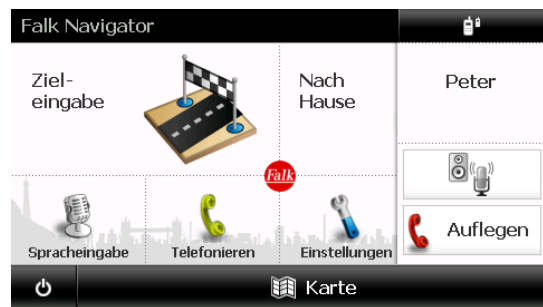 Falk Navigator
Ziel-
eingabe
Nach
Hause
Peter
Falk
Spracheingabe
Telefonieren
Einstellungen
Auflegen
Karte